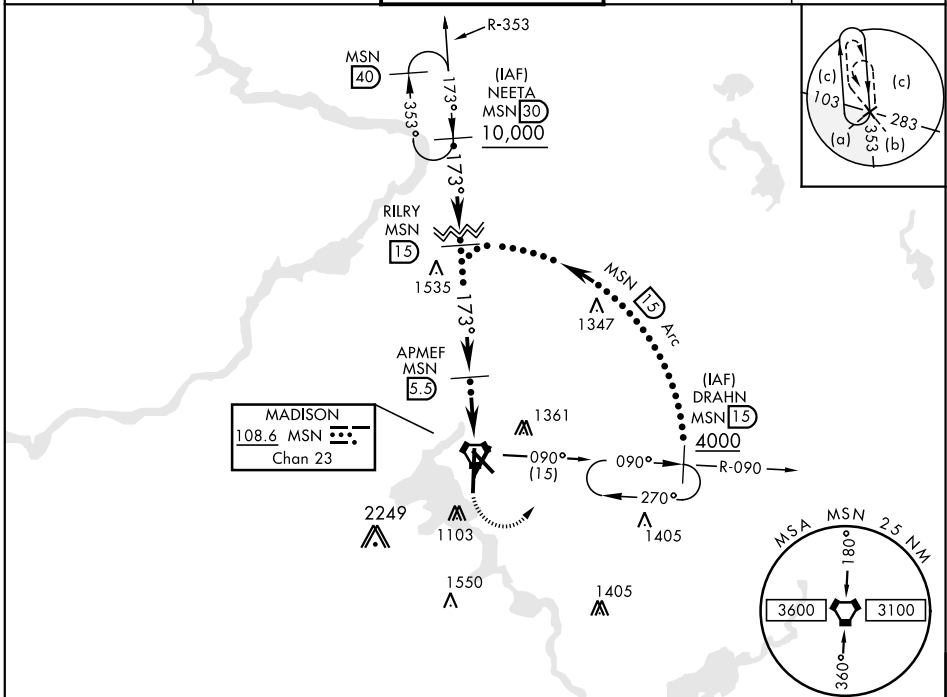 R-353
MSN
40
(IAF)
NEETA
MSN 30
10,000
173°
353°
173°
RILRY
MSN
15
1535
173°
MSN 15 Arc
1347
APMEF
MSN
5.5
(IAF)
DRAHN
MSN 15
4000
MADISON
108.6 MSN
Chan 23
1361
090°
(15)
090°
R-090
270°
1405
2249
1103
1550
1405
(c)
(c)
103
283
(a)
353
(b)
MSA MSN 25 NM
180°
3600
3100
360°